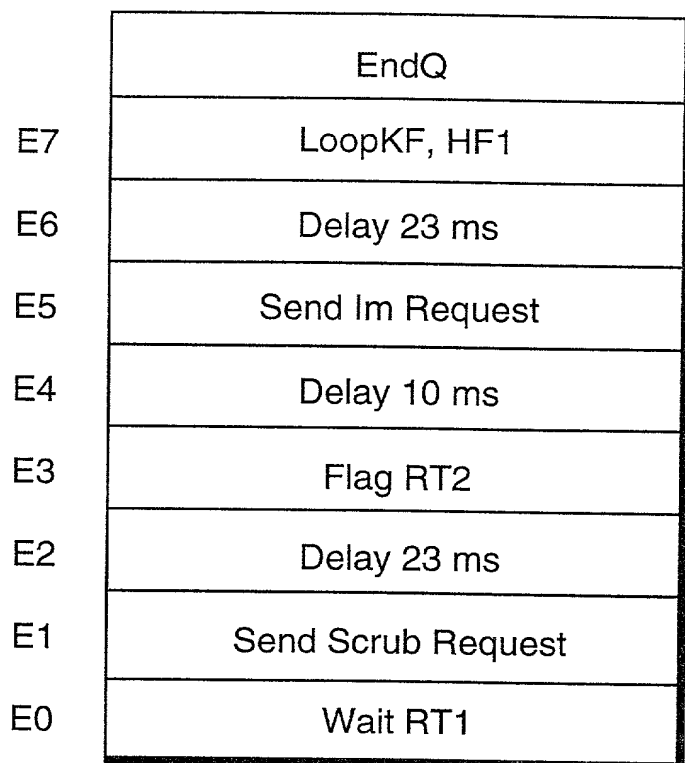 EndQ
E7 LoopKF, HF1
E6 Delay 23 ms
E5 Send Im Request
E4 Delay 10 ms
E3 Flag RT2
E2 Delay 23 ms
E1 Send Scrub Request
E0 Wait RT1